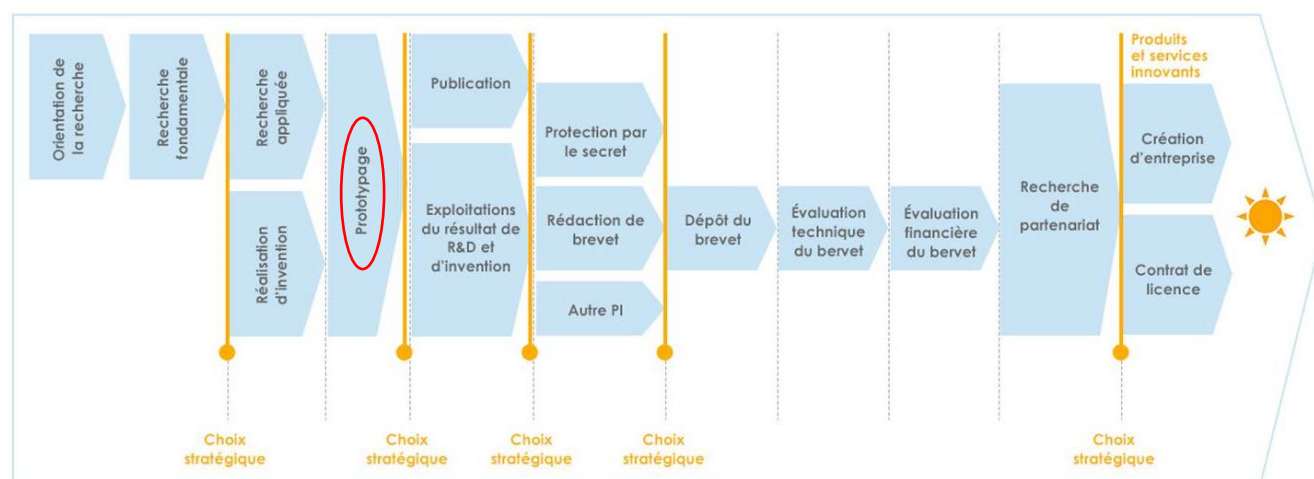 Orientation de
la recherche
Recherche
fondamentale
Recherche
appliquée
Réalisation
d'invention
Prototypage
Publication
Exploitations
du résultat de
R&D et
d'invention
Protection par
le secret
Rédaction de
brevet
Autre PI
Dépôt du
brevet
Évaluation
technique
du bervet
Évaluation
financière
du bervet
Recherche
de
partenariat
Produits
et services
innovants
Création
d'entreprise
Contrat de
licence
Choix
stratégique
Choix
stratégique
Choix
stratégique
Choix
stratégique
Choix
stratégique